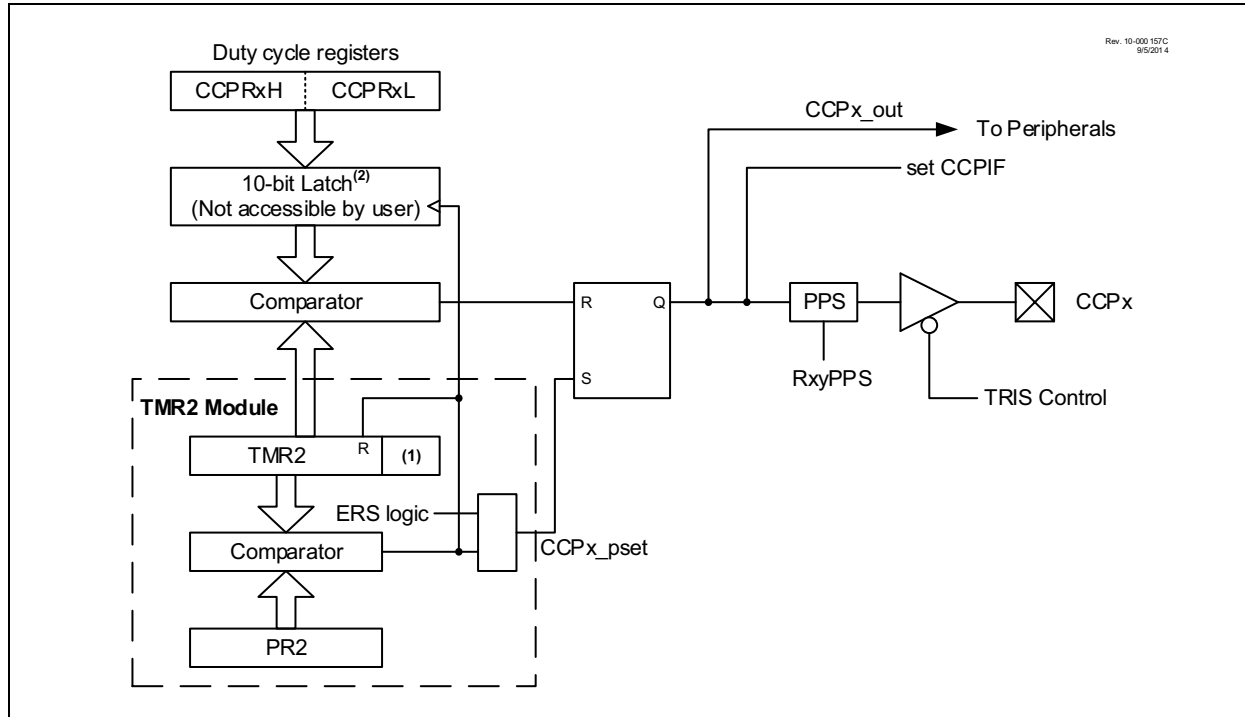 Rev. 10-000 157C
9/5/201 4
Duty cycle registers
CCPRxH
CCPRxL
CCPx_out
To Peripherals
set CCPIF
10-bit Latch(2)
(Not accessible by user)
Comparator
R
Q
S
PPS
RxyPPS
CCPx
TRIS Control
TMR2 Module
TMR2
R
(1)
ERS logic
CCPx_pset
Comparator
PR2